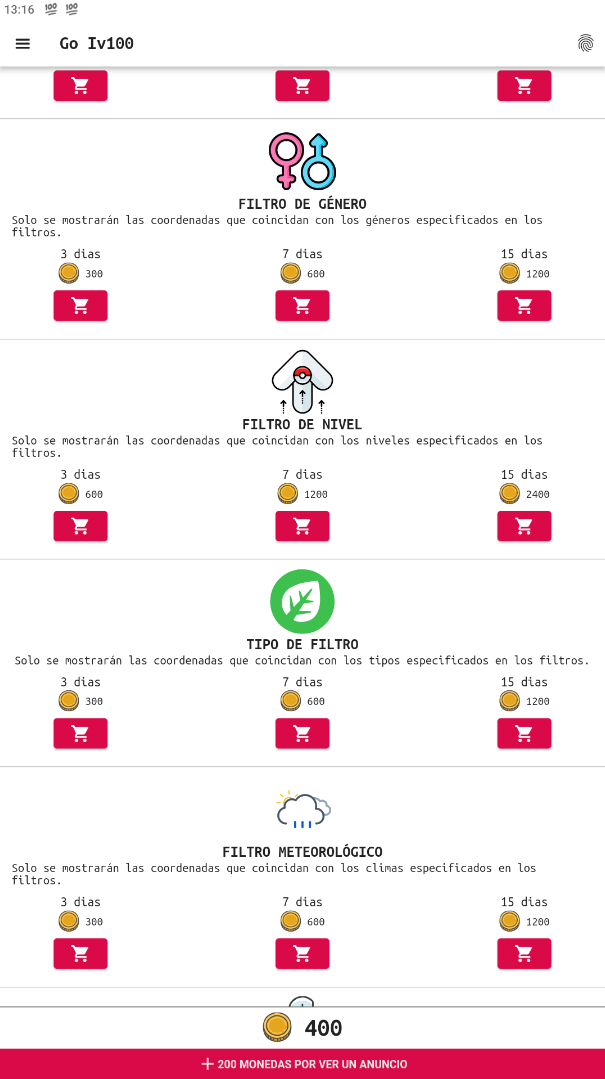 13:16
Go Iv100
FILTRO DE GÉNERO
Solo se mostrarán las coordenadas que coincidan con los géneros especificados en los
filtros.
3 dias 7 dias 15 dias
300 600 1200
FILTRO DE NIVEL
Solo se mostrarán las coordenadas que coincidan con los niveles especificados en los
filtros.
3 dias 7 dias 15 dias
600 1200 2400
TIPO DE FILTRO
Solo se mostrarán las coordenadas que coincidan con los tipos especificados en los filtros.
3 dias 7 dias 15 dias
300 600 1200
FILTRO METEOROLÓGICO
Solo se mostrarán las coordenadas que coincidan con los climas especificados en los
filtros.
3 dias 7 dias 15 dias
300 600 1200
400
+ 200 MONEDAS POR VER UN ANUNCIO